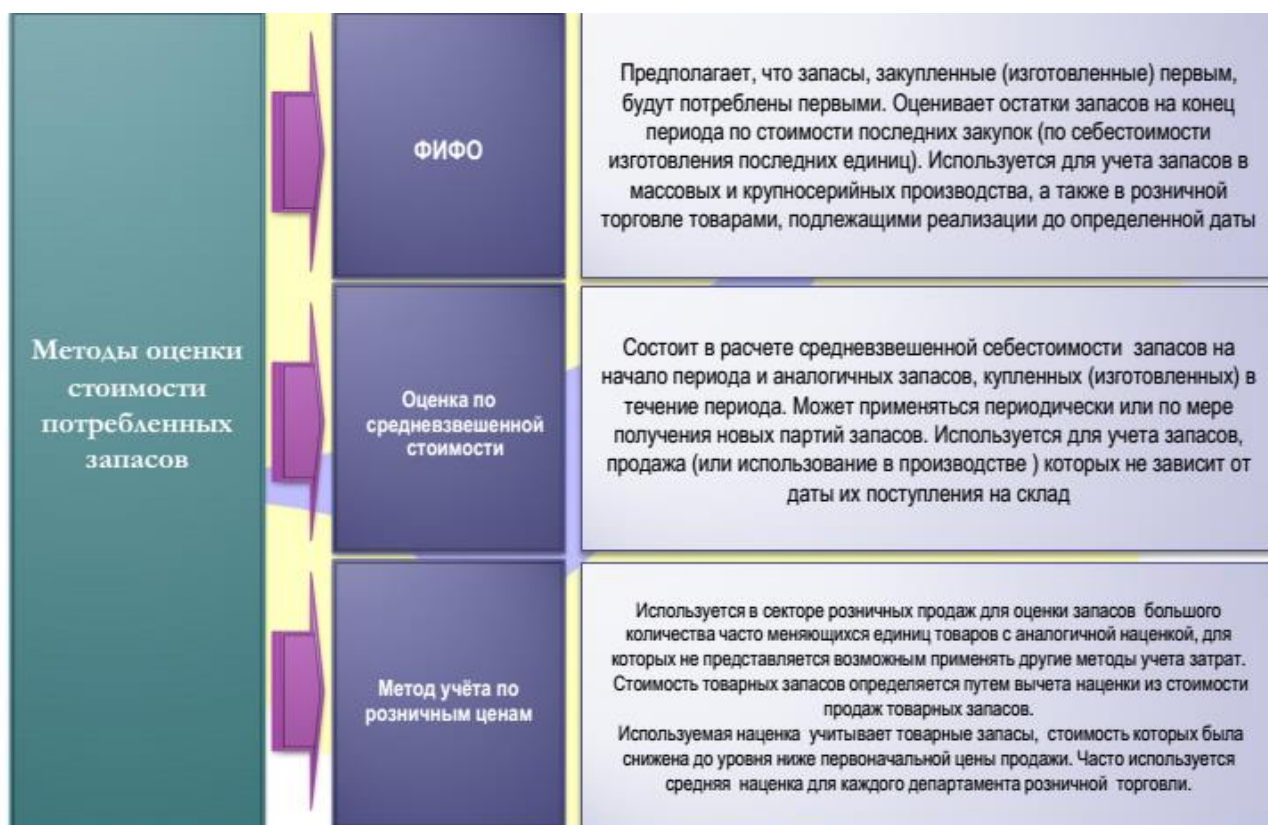 Методы оценки
стоимости
потребленных
запасов
ФИФО
Предполагает, что запасы, закупленные (изготовленные) первым,
будут потреблены первыми. Оценивает остатки запасов на конец
периода по стоимости последних закупок (по себестоимости
изготовления последних единиц). Используется для учета запасов в
массовых и крупносерийных производства, а также в розничной
торговле товарами, подлежащими реализации до определенной даты
Оценка по
средневзвешенной
стоимости
Состоит в расчете средневзвешенной себестоимости запасов на
начало периода и аналогичных запасов, купленных (изготовленных) в
течение периода. Может применяться периодически или по мере
получения новых партий запасов. Используется для учета запасов,
продажа (или использование в производстве ) которых не зависит от
даты их поступления на склад
Метод учёта по
розничным ценам
Используется в секторе розничных продаж для оценки запасов большого
количества часто меняющихся единиц товаров с аналогичной наценкой, для
которых не представляется возможным применять другие методы учета затрат.
Стоимость товарных запасов определяется путем вычета наценки из стоимости
продаж товарных запасов.
Используемая наценка учитывает товарные запасы, стоимость которых была
снижена до уровня ниже первоначальной цены продажи. Часто используется
средняя наценка для каждого департамента розничной торговли.